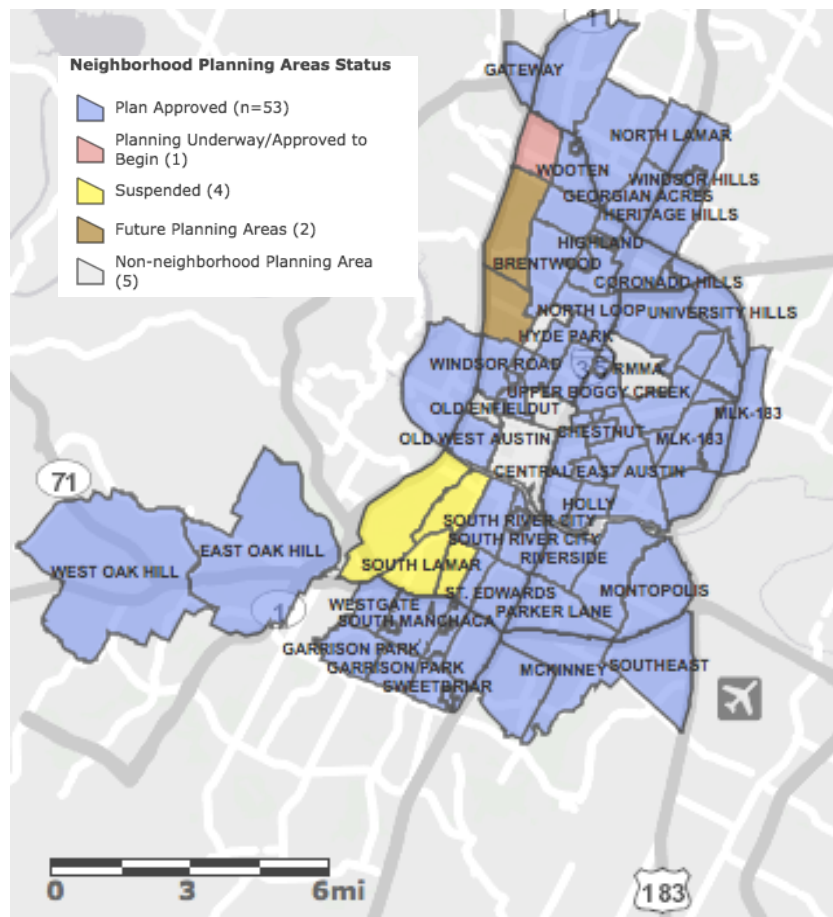 1
Neighborhood Planning Areas Status
Plan Approved (n=53)
Planning Underway/Approved to
Begin (1)
Suspended (4)
Future Planning Areas (2)
Non-neighborhood Planning Area
(5)
GATEWAY
NORTH LAMAR
WOOTEN
WINDSOR HILLS
GEORGIAN ACRES
HERITAGE HILLS
HIGHLAND
BRENTWOOD
CORONADO HILLS
NORTH LOOP
UNIVERSITY HILLS
HYDE PARK
WINDSOR ROAD
35
RMMA
UPPER BOGGY CREEK
OLD ENFIELD
UT
MLK-183
CHESTNUT
OLD WEST AUSTIN
MLK-183
CENTRAL EAST AUSTIN
71
HOLLY
SOUTH RIVER CITY
SOUTH RIVER CITY
EAST OAK HILL
RIVERSIDE
SOUTH LAMAR
WEST OAK HILL
MONTOPOLIS
ST. EDWARDS
WESTGATE
1
PARKER LANE
SOUTH MANCHACA
GARRISON PARK
GARRISON PARK
MCKINNEY
SOUTHEAST
SWEETBRIAR
0
3
6mi
183